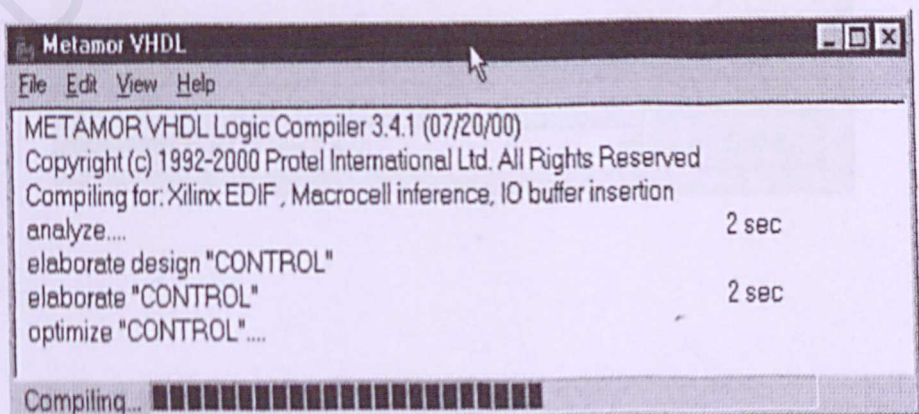 Metamor VHDL
File Edit View Help
METAMOR VHDL Logic Compiler 3.4.1 (07/20/00)
Copyright (c) 1992-2000 Protel International Ltd. All Rights Reserved
Compiling for: Xilinx EDIF , Macrocell inference, IO buffer insertion
analyze.... 2 sec
elaborate design "CONTROL"
elaborate "CONTROL" 2 sec
optimize "CONTROL"....
Compiling...